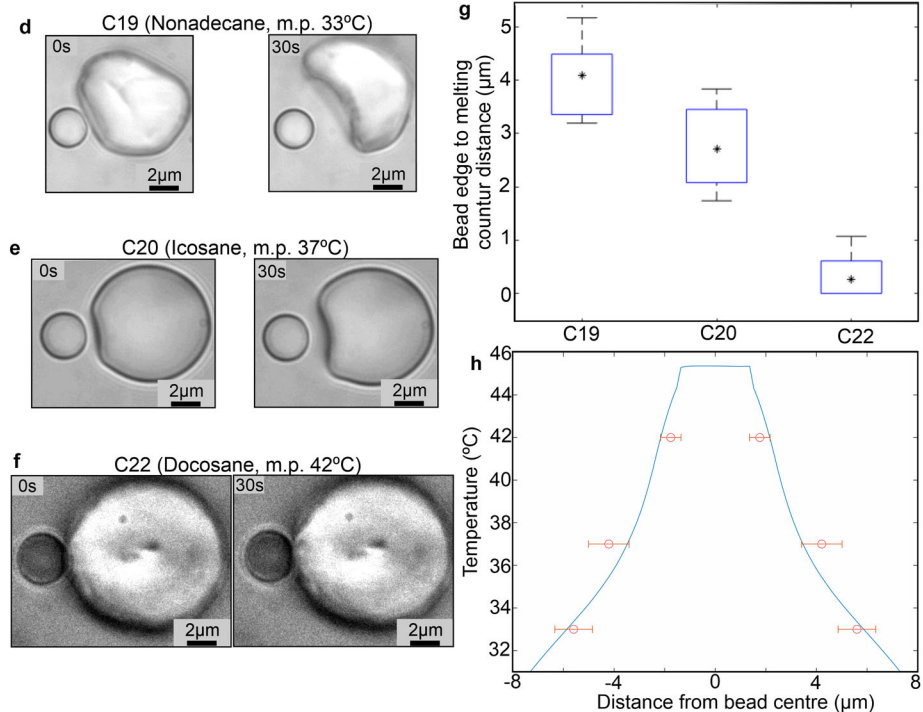 d
C19 (Nonadecane, m.p. 33ºC)
0s
2µm
30s
2µm
e
C20 (Icosane, m.p. 37ºC)
0s
2µm
30s
2µm
f
C22 (Docosane, m.p. 42ºC)
0s
2µm
30s
2µm
g
Bead edge to melting
countur distance (µm)
5
4
3
2
1
0
C19
C20
C22
h
Temperature (ºC)
46
44
42
40
38
36
34
32
-8
-4
0
4
8
Distance from bead centre (µm)